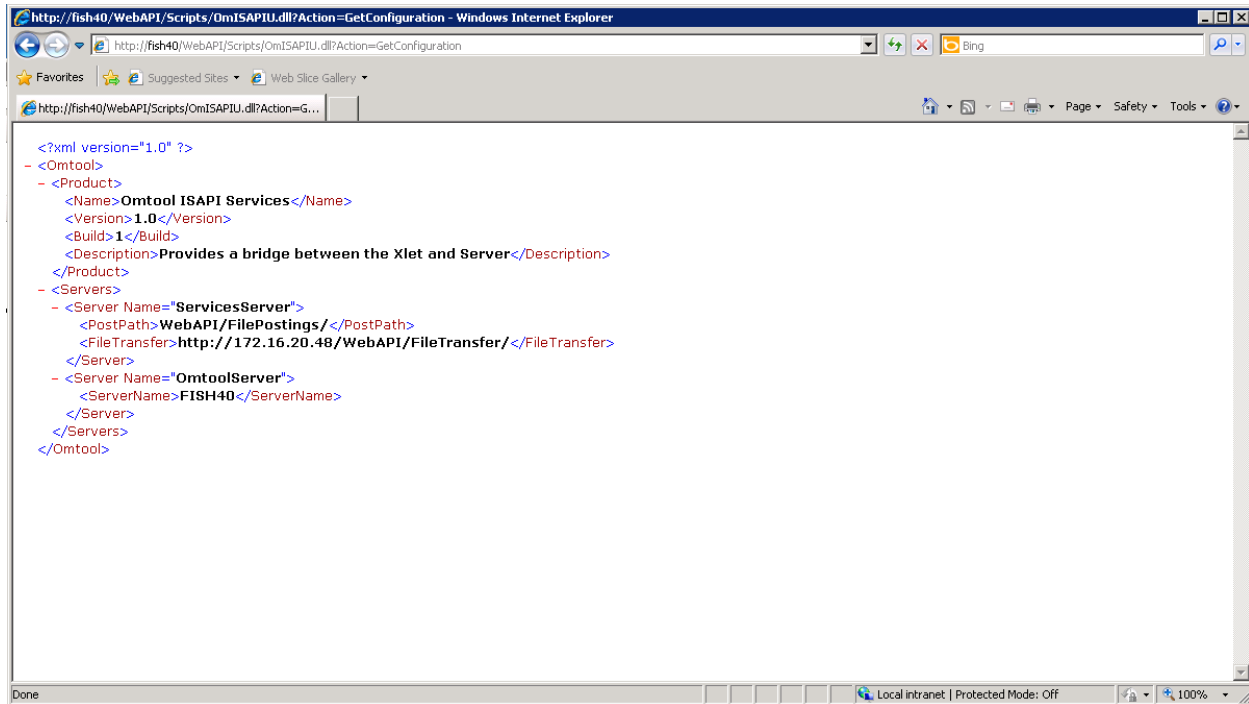 http://fish40/WebAPI/Scripts/OmISAPIU.dll?Action=GetConfiguration - Windows Internet Explorer
http://fish40/WebAPI/Scripts/OmISAPIU.dll?Action=GetConfiguration
Bing
Favorites
Suggested Sites
Web Slice Gallery
http://fish40/WebAPI/Scripts/OmISAPIU.dll?Action=G...
Page
Safety
Tools
<?xml version="1.0" ?>
- <Omtool>
- <Product>
<Name>Omtool ISAPI Services</Name>
<Version>1.0</Version>
<Build>1</Build>
<Description>Provides a bridge between the Xlet and Server</Description>
</Product>
- <Servers>
- <Server Name="ServicesServer">
<PostPath>WebAPI/FilePostings/</PostPath>
<FileTransfer>http://172.16.20.48/WebAPI/FileTransfer/</FileTransfer>
</Server>
- <Server Name="OmtoolServer">
<ServerName>FISH40</ServerName>
</Server>
</Servers>
</Omtool>
Done
Local intranet | Protected Mode: Off
100%